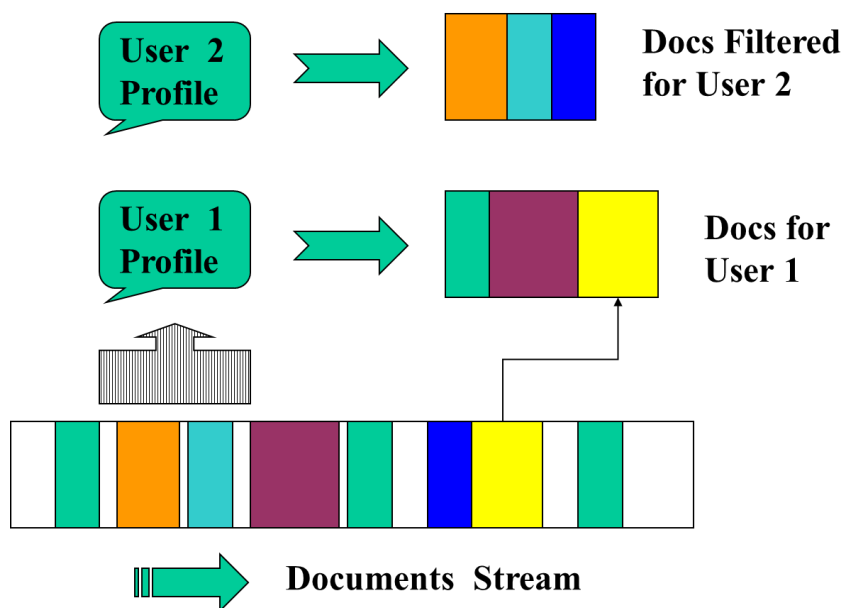 User 2
Profile
Docs Filtered
for User 2
User 1
Profile
Docs for
User 1
Documents Stream